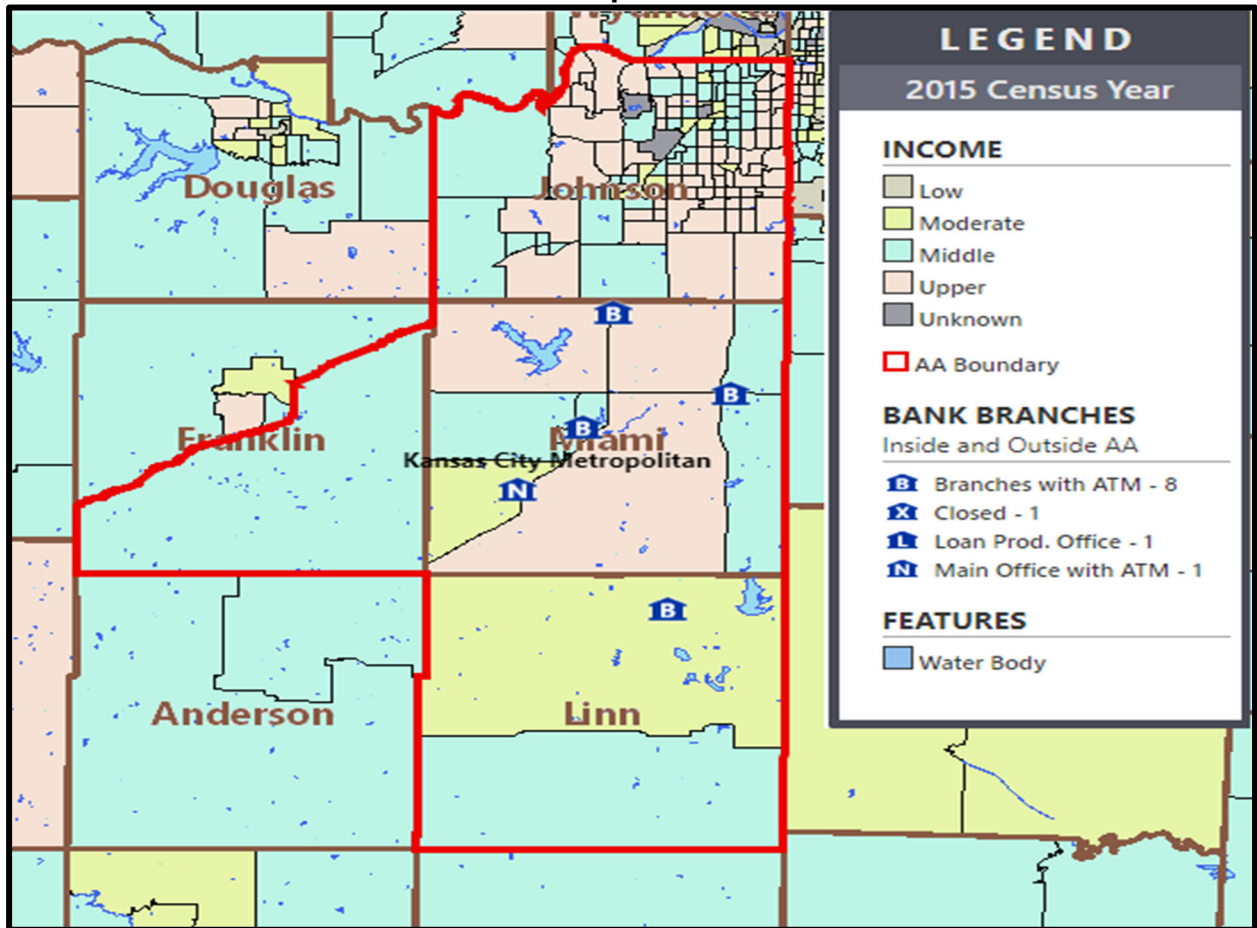 Wyandotte
Douglas
Johnson
Franklin
Miami
Kansas City Metropolitan
Anderson
Linn
B
B
B
N
B
LEGEND
2015 Census Year
INCOME
Low
Moderate
Middle
Upper
Unknown
AA Boundary
BANK BRANCHES
Inside and Outside AA
B Branches with ATM - 8
X Closed - 1
L Loan Prod. Office - 1
N Main Office with ATM - 1
FEATURES
Water Body